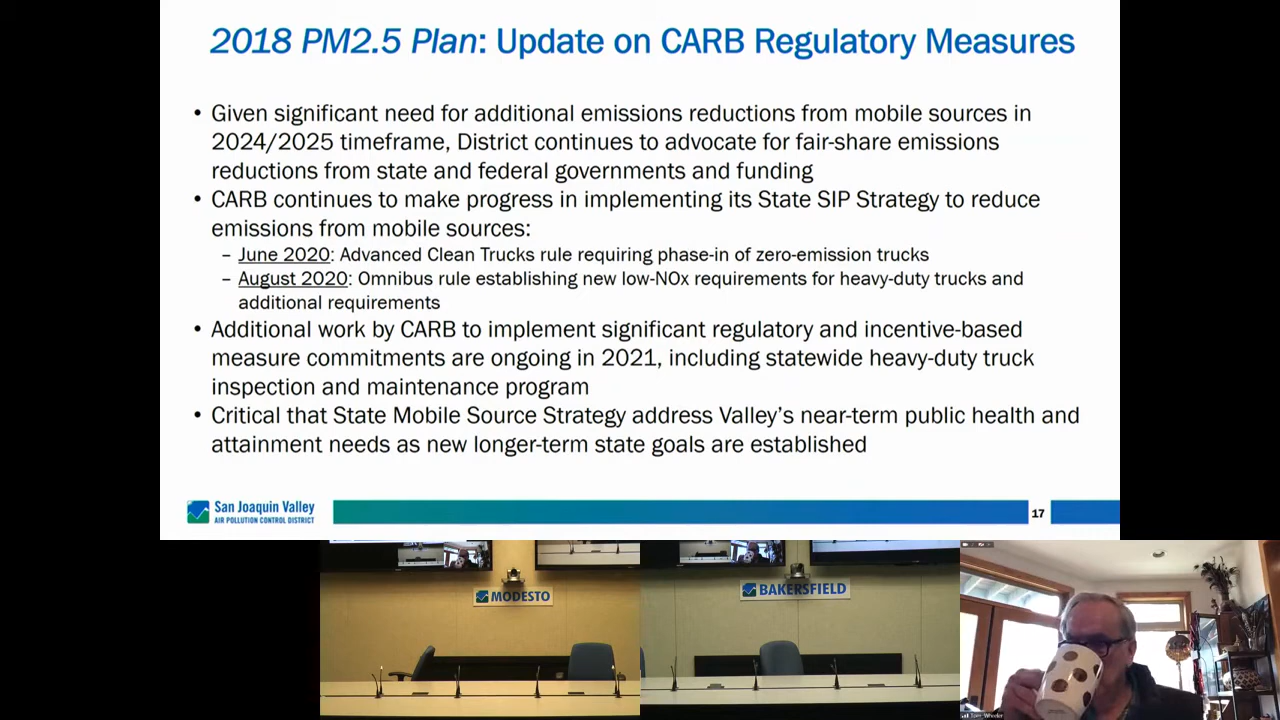 2018 PM2.5 Plan: Update on CARB Regulatory Measures
• Given significant need for additional emissions reductions from mobile sources in
2024/2025 timeframe, District continues to advocate for fair-share emissions
reductions from state and federal governments and funding
• CARB continues to make progress in implementing its State SIP Strategy to reduce
emissions from mobile sources:
– June 2020: Advanced Clean Trucks rule requiring phase-in of zero-emission trucks
– August 2020: Omnibus rule establishing new low-NOx requirements for heavy-duty trucks and
additional requirements
• Additional work by CARB to implement significant regulatory and incentive-based
measure commitments are ongoing in 2021, including statewide heavy-duty truck
inspection and maintenance program
• Critical that State Mobile Source Strategy address Valley's near-term public health and
attainment needs as new longer-term state goals are established
San Joaquin Valley
AIR POLLUTION CONTROL DISTRICT
17
MODESTO
BAKERSFIELD
Tom Wheeler